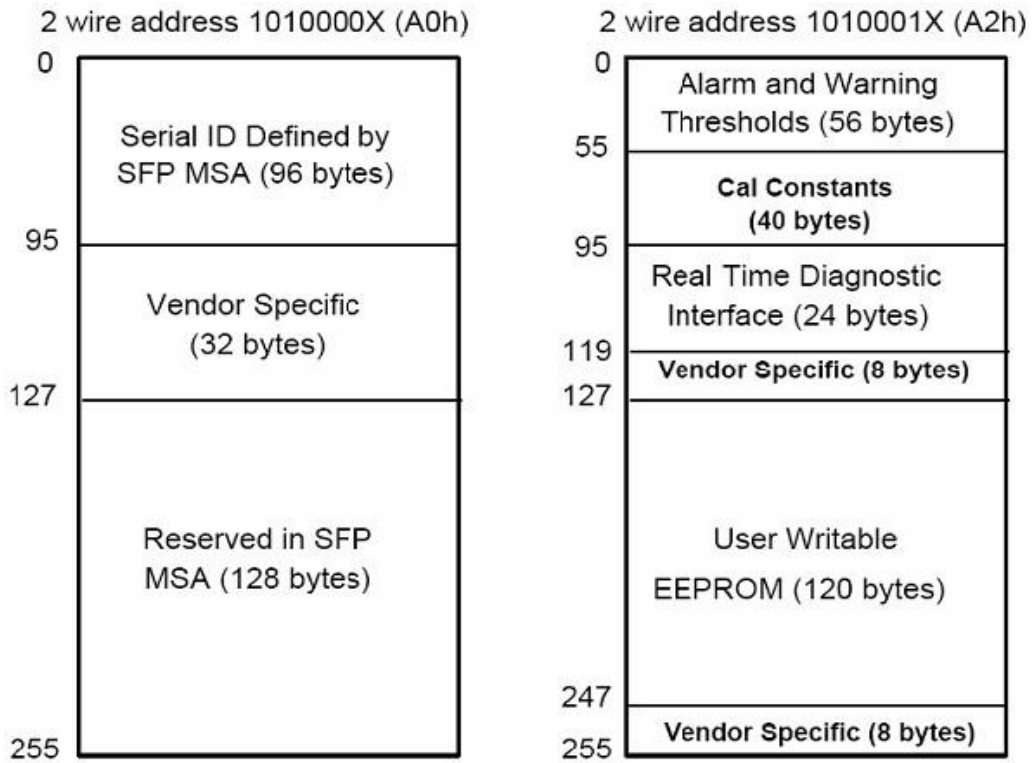 2 wire address 1010000X (A0h)
0
Serial ID Defined by
SFP MSA (96 bytes)
95
Vendor Specific
(32 bytes)
127
Reserved in SFP
MSA (128 bytes)
255
2 wire address 1010001X (A2h)
0
Alarm and Warning
Thresholds (56 bytes)
55
Cal Constants
(40 bytes)
95
Real Time Diagnostic
Interface (24 bytes)
119
Vendor Specific (8 bytes)
127
User Writable
EEPROM (120 bytes)
247
Vendor Specific (8 bytes)
255